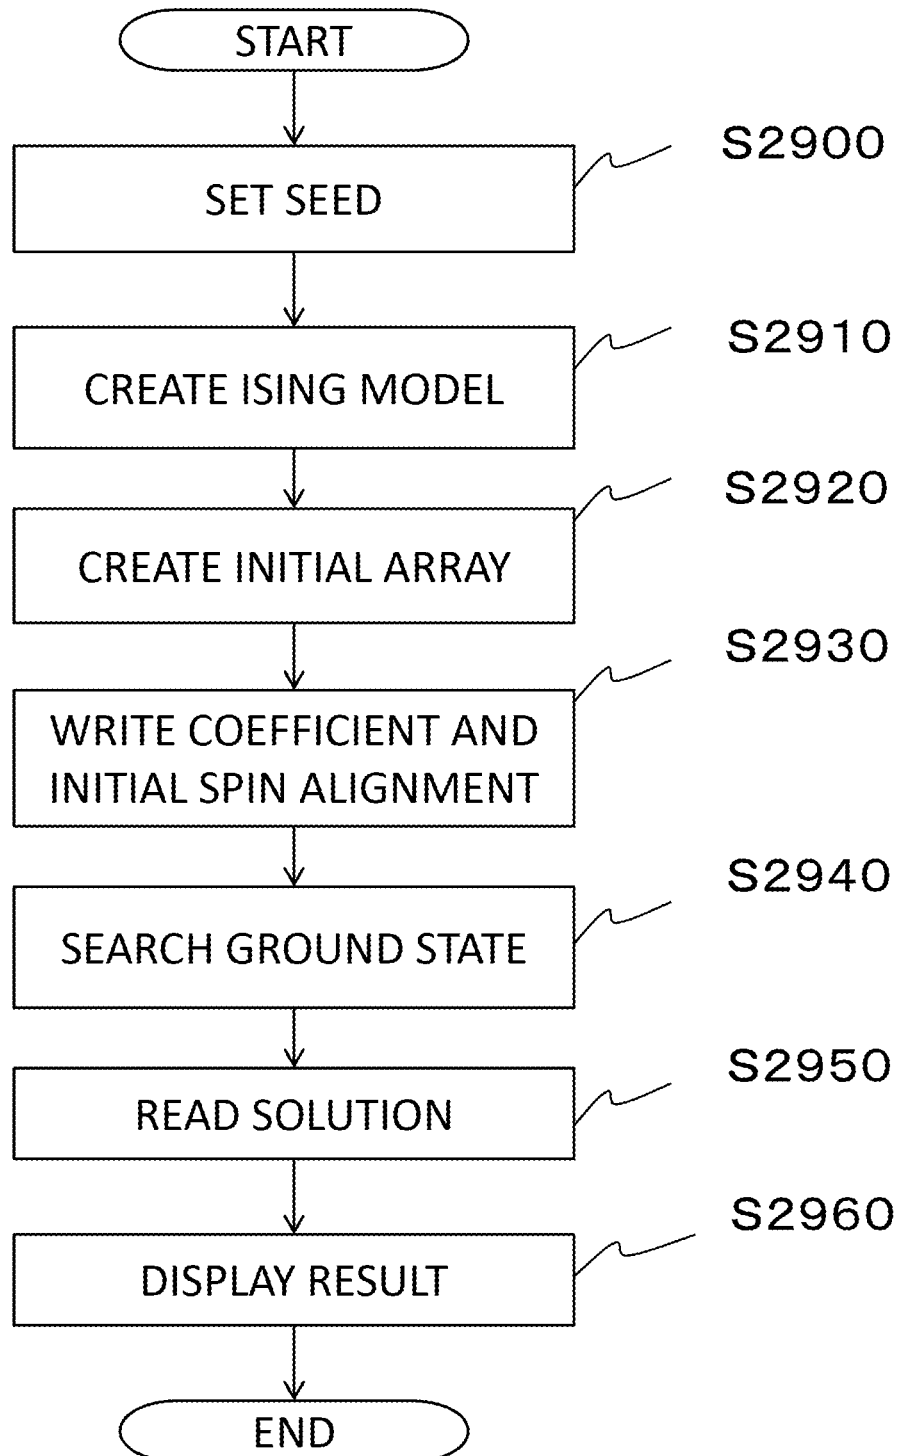 START
S2900
SET SEED
S2910
CREATE ISING MODEL
S2920
CREATE INITIAL ARRAY
S2930
WRITE COEFFICIENT AND
INITIAL SPIN ALIGNMENT
S2940
SEARCH GROUND STATE
S2950
READ SOLUTION
S2960
DISPLAY RESULT
END